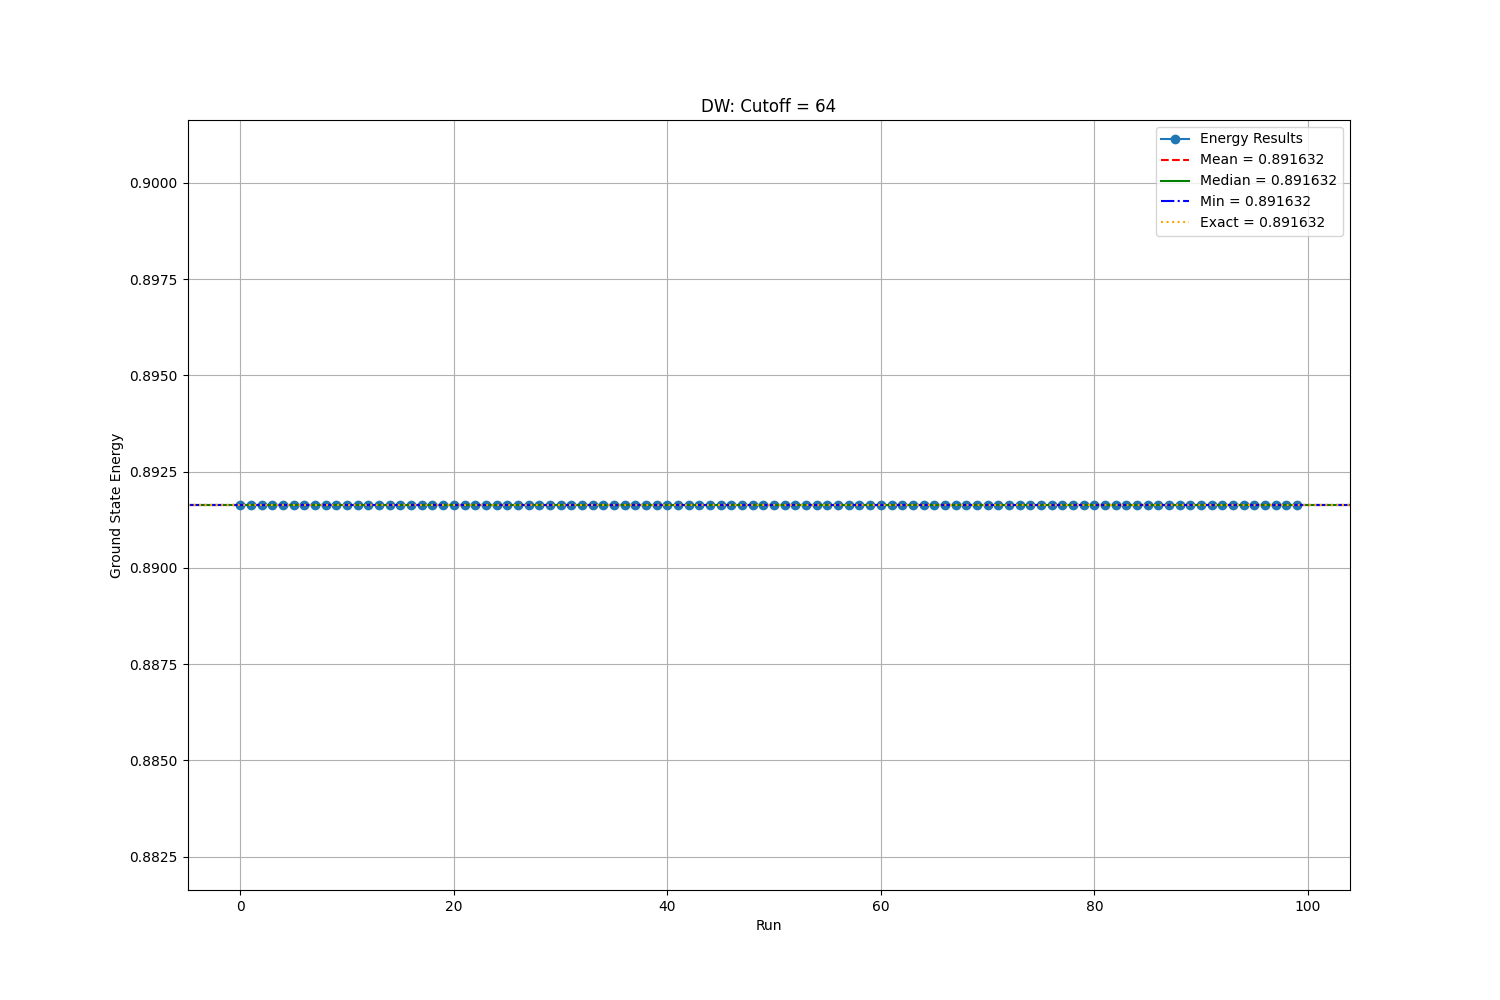 DW: Cutoff = 64
Energy Results
Mean = 0.891632
Median = 0.891632
Min = 0.891632
Exact = 0.891632
Ground State Energy
0.9000
0.8975
0.8950
0.8925
0.8900
0.8875
0.8850
0.8825
0 20 40 60 80 100
Run